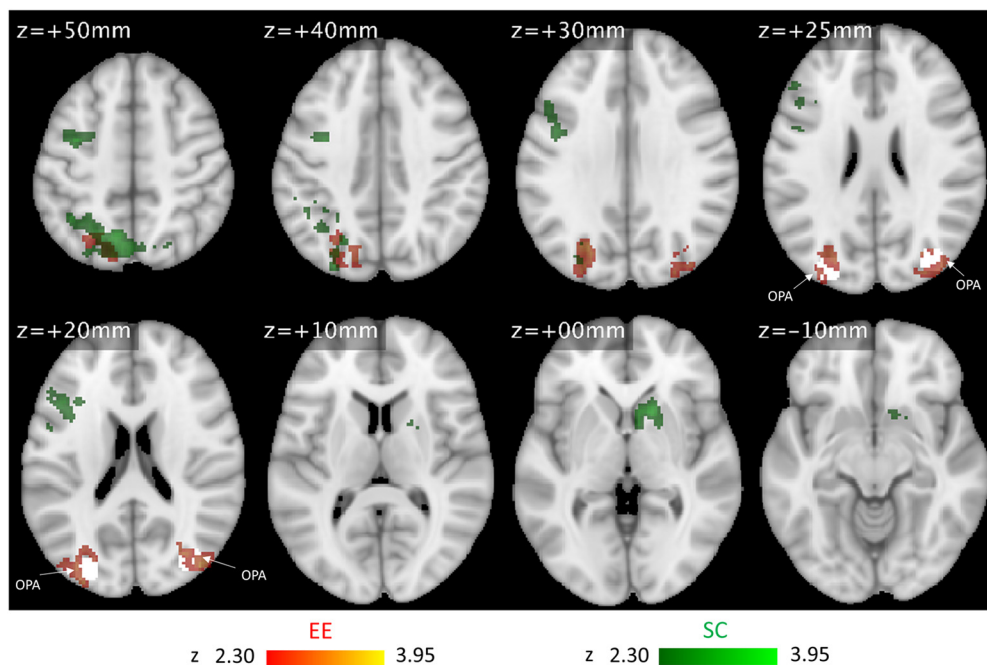 z=+50mm z=+40mm z=+30mm z=+25mm
OPA OPA
z=+20mm z=+10mm z=+00mm z=−10mm
OPA OPA
EE SC
z 2.30 3.95 z 2.30 3.95